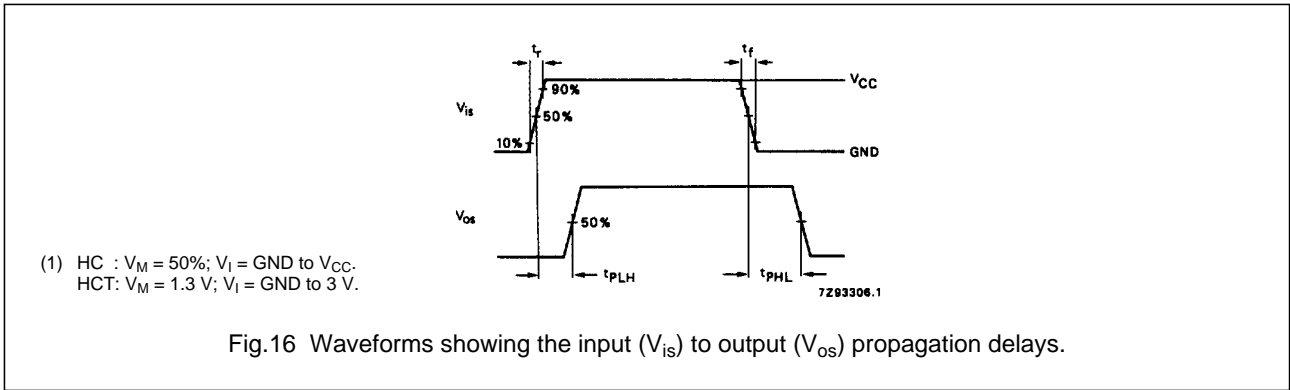 tr
tf
VCC
90%
Vis
50%
10%
GND
Vos
50%
(1) HC : VM = 50%; VI = GND to VCC.
tPLH
tPHL
HCT: VM = 1.3 V; VI = GND to 3 V.
7Z93306.1
Fig.16 Waveforms showing the input (Vis) to output (Vos) propagation delays.